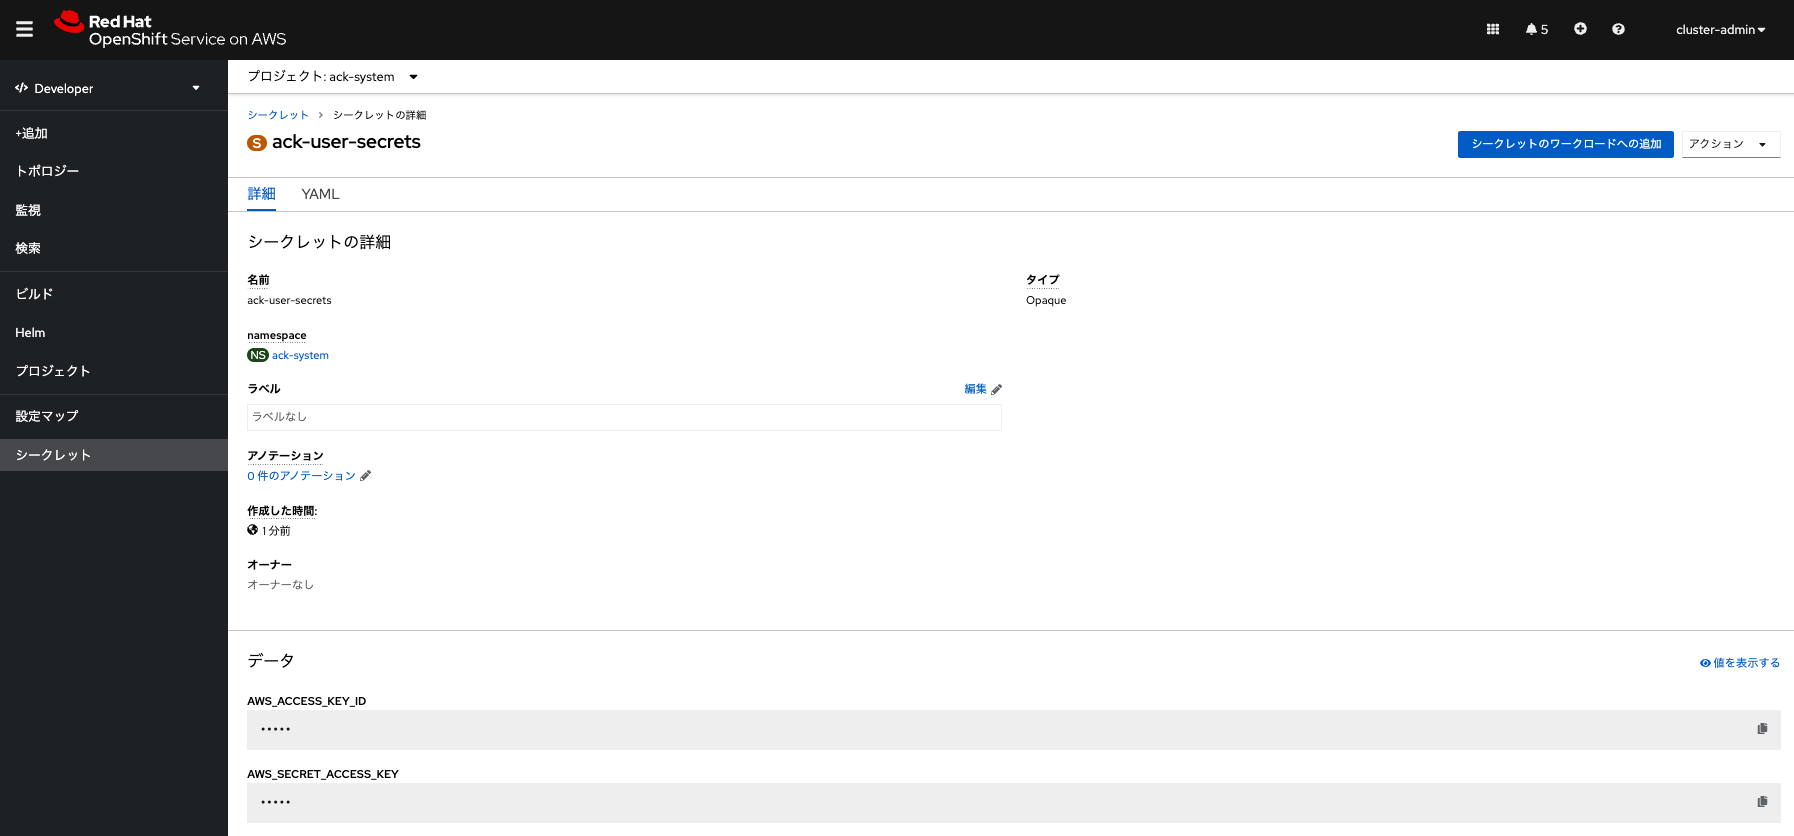 Red Hat
OpenShift Service on AWS
5
cluster-admin
Developer
+追加
トポロジー
監視
検索
ビルド
Helm
プロジェクト
設定マップ
シークレット
プロジェクト: ack-system
シークレット > シークレットの詳細
S ack-user-secrets
シークレットのワークロードへの追加
アクション
詳細 YAML
シークレットの詳細
名前
ack-user-secrets
タイプ
Opaque
namespace
NS ack-system
ラベル
編集
ラベルなし
アノテーション
0 件のアノテーション
作成した時間:
1 分前
オーナー
オーナーなし
データ
値を表示する
AWS_ACCESS_KEY_ID
•••••
AWS_SECRET_ACCESS_KEY
•••••